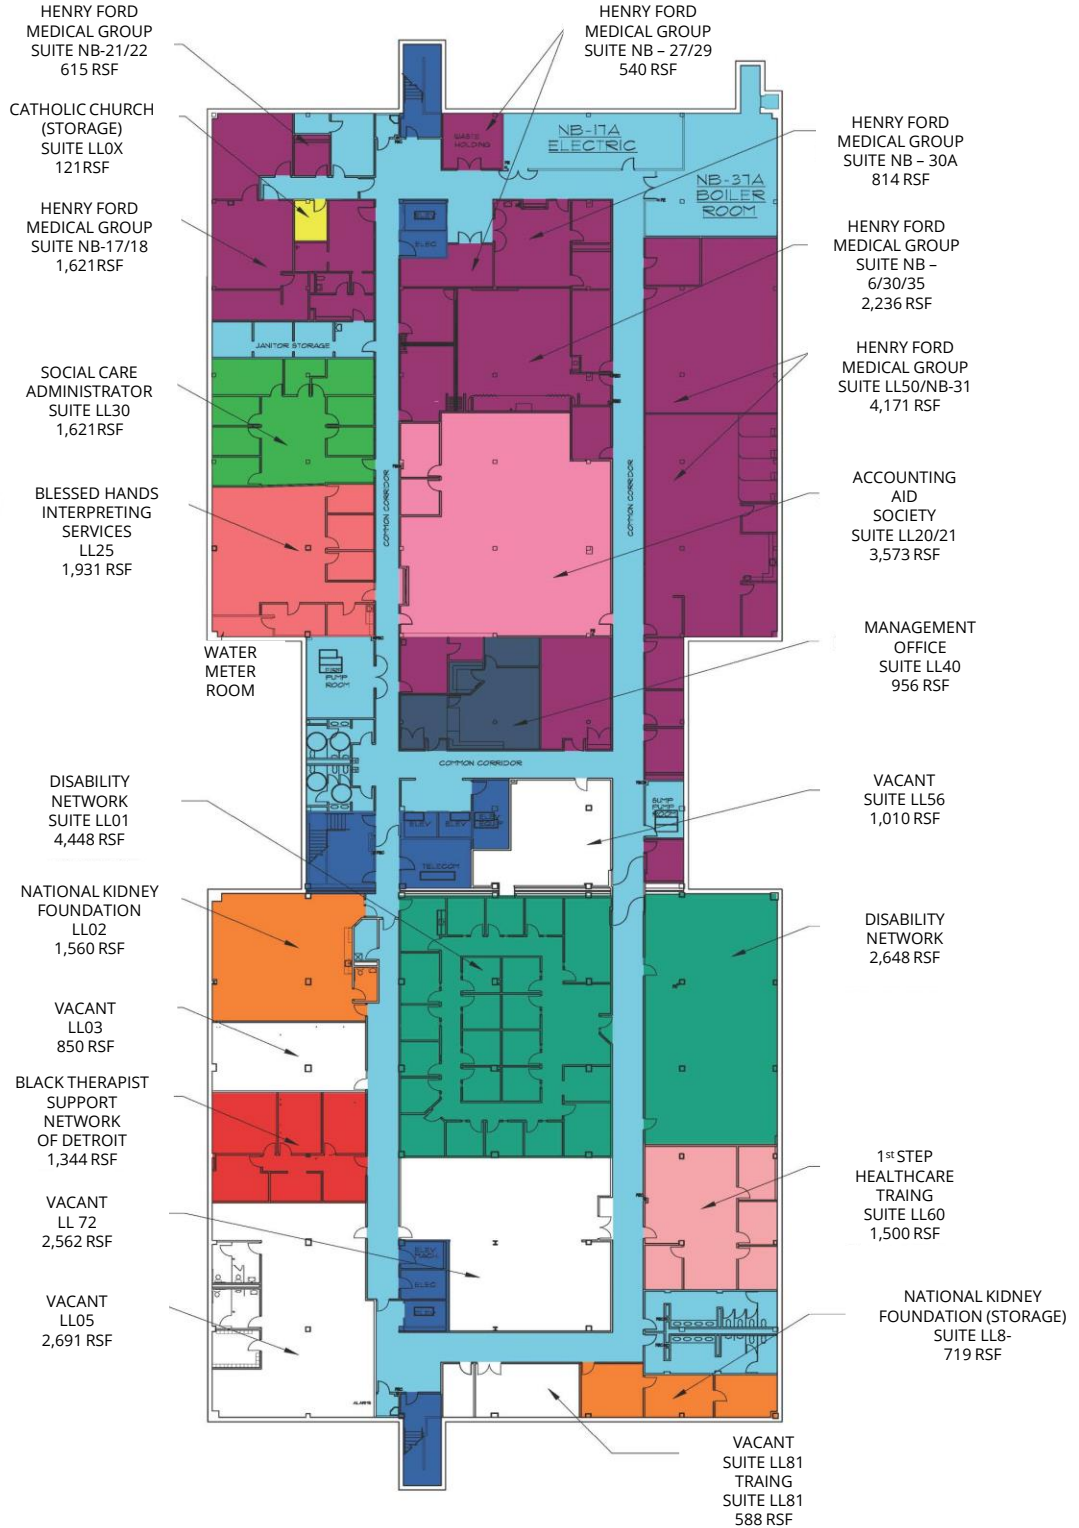 HENRY FORD
MEDICAL GROUP
SUITE NB-21/22
615 RSF
HENRY FORD
MEDICAL GROUP
SUITE NB – 27/29
540 RSF
CATHOLIC CHURCH
(STORAGE)
SUITE LL0X
121RSF
HENRY FORD
MEDICAL GROUP
SUITE NB – 30A
814 RSF
HENRY FORD
MEDICAL GROUP
SUITE NB-17/18
1,621RSF
HENRY FORD
MEDICAL GROUP
SUITE NB –
6/30/35
2,236 RSF
HENRY FORD
MEDICAL GROUP
SUITE LL50/NB-31
4,171 RSF
SOCIAL CARE
ADMINISTRATOR
SUITE LL30
1,621RSF
BLESSED HANDS
INTERPRETING
SERVICES
LL25
1,931 RSF
ACCOUNTING
AID
SOCIETY
SUITE LL20/21
3,573 RSF
WATER
METER
ROOM
MANAGEMENT
OFFICE
SUITE LL40
956 RSF
DISABILITY
NETWORK
SUITE LL01
4,448 RSF
VACANT
SUITE LL56
1,010 RSF
NATIONAL KIDNEY
FOUNDATION
LL02
1,560 RSF
DISABILITY
NETWORK
2,648 RSF
VACANT
LL03
850 RSF
BLACK THERAPIST
SUPPORT
NETWORK
OF DETROIT
1,344 RSF
1st STEP
HEALTHCARE
TRAING
SUITE LL60
1,500 RSF
VACANT
LL 72
2,562 RSF
VACANT
LL05
2,691 RSF
NATIONAL KIDNEY
FOUNDATION (STORAGE)
SUITE LL8-
719 RSF
VACANT
SUITE LL81
TRAING
SUITE LL81
588 RSF
WASTE
HOLDING
NB-17A
ELECTRIC
NB-37A
BOILER
ROOM
ELEC
JANITOR STORAGE
COMMON CORRIDOR
COMMON CORRIDOR
PUMP
ROOM
COMMON CORRIDOR
ELEV
ELEV
TELECOM
ELEC